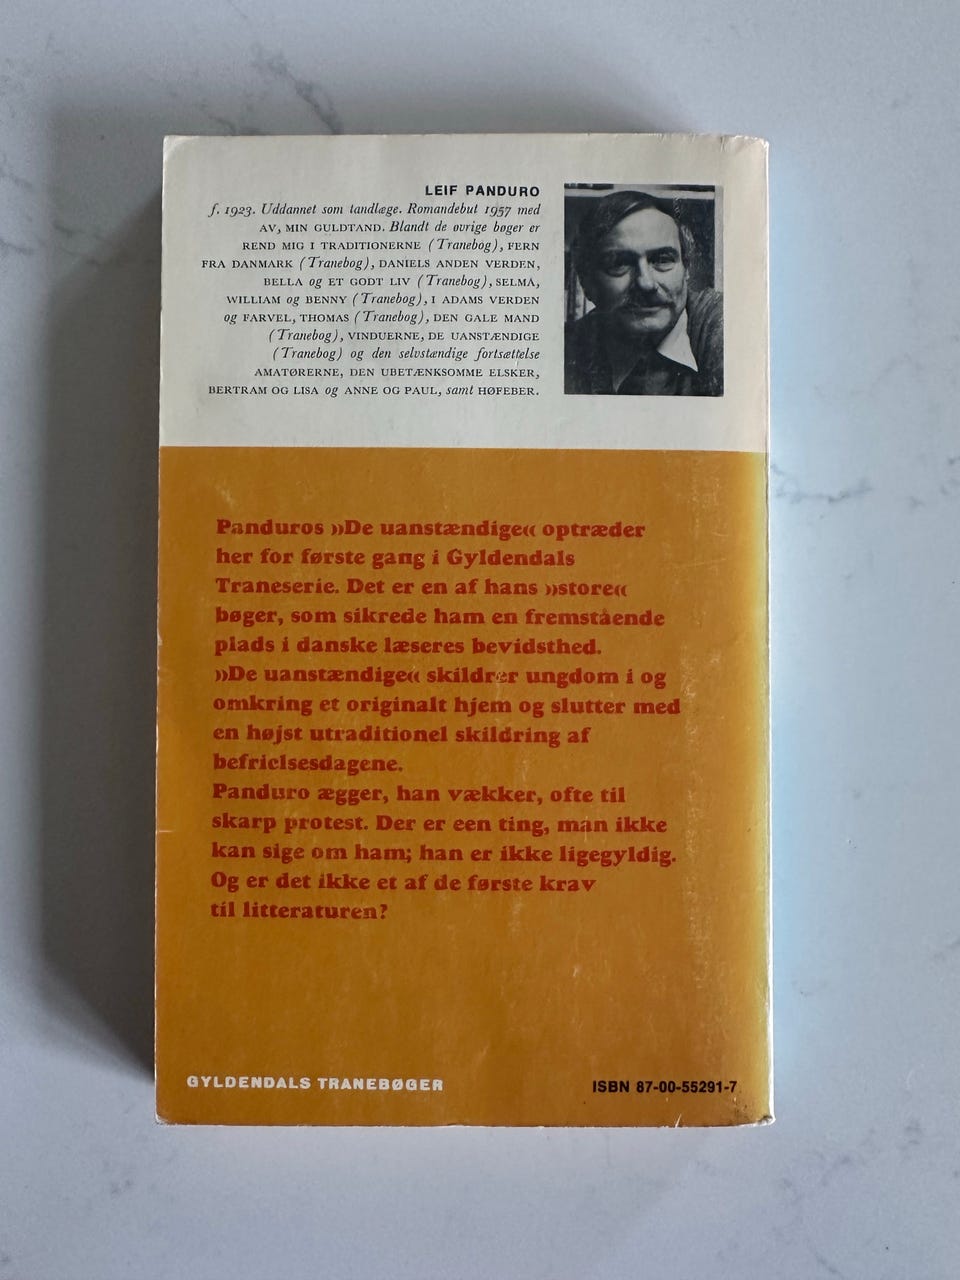 LEIF PANDURO
f. 1923. Uddannet som tandlæge. Romandebut 1957 med
AV, MIN GULDTAND. Blandt de øvrige bøger er
REND MIG I TRADITIONERNE (Tranebog), FERN
FRA DANMARK (Tranebog), DANIELS ANDEN VERDEN,
BELLA og ET GODT LIV (Tranebog), SELMA,
WILLIAM og BENNY (Tranebog), I ADAMS VERDEN
og FARVEL, THOMAS (Tranebog), DEN GALE MAND
(Tranebog), VINDUERNE, DE UANSTÆNDIGE
(Tranebog) og den selvstændige fortsættelse
AMATØRERNE, DEN UBETÆNKSOMME ELSKER,
BERTRAM OG LISA og ANNE OG PAUL, samt HØFEBER.
Panduros »De uanstændige« optræder
her for første gang i Gyldendals
Traneserie. Det er en af hans »store«
bøger, som sikrede ham en fremstående
plads i danske læseres bevidsthed.
»De uanstændige« skildrer ungdom i og
omkring et originalt hjem og slutter med
en højst utraditionel skildring af
befrielsesdagene.
Panduro ægger, han vækker, ofte til
skarp protest. Der er een ting, man ikke
kan sige om ham; han er ikke ligegyldig.
Og er det ikke et af de første krav
til litteraturen?
GYLDENDALS TRANEBØGER
ISBN 87-00-55291-7